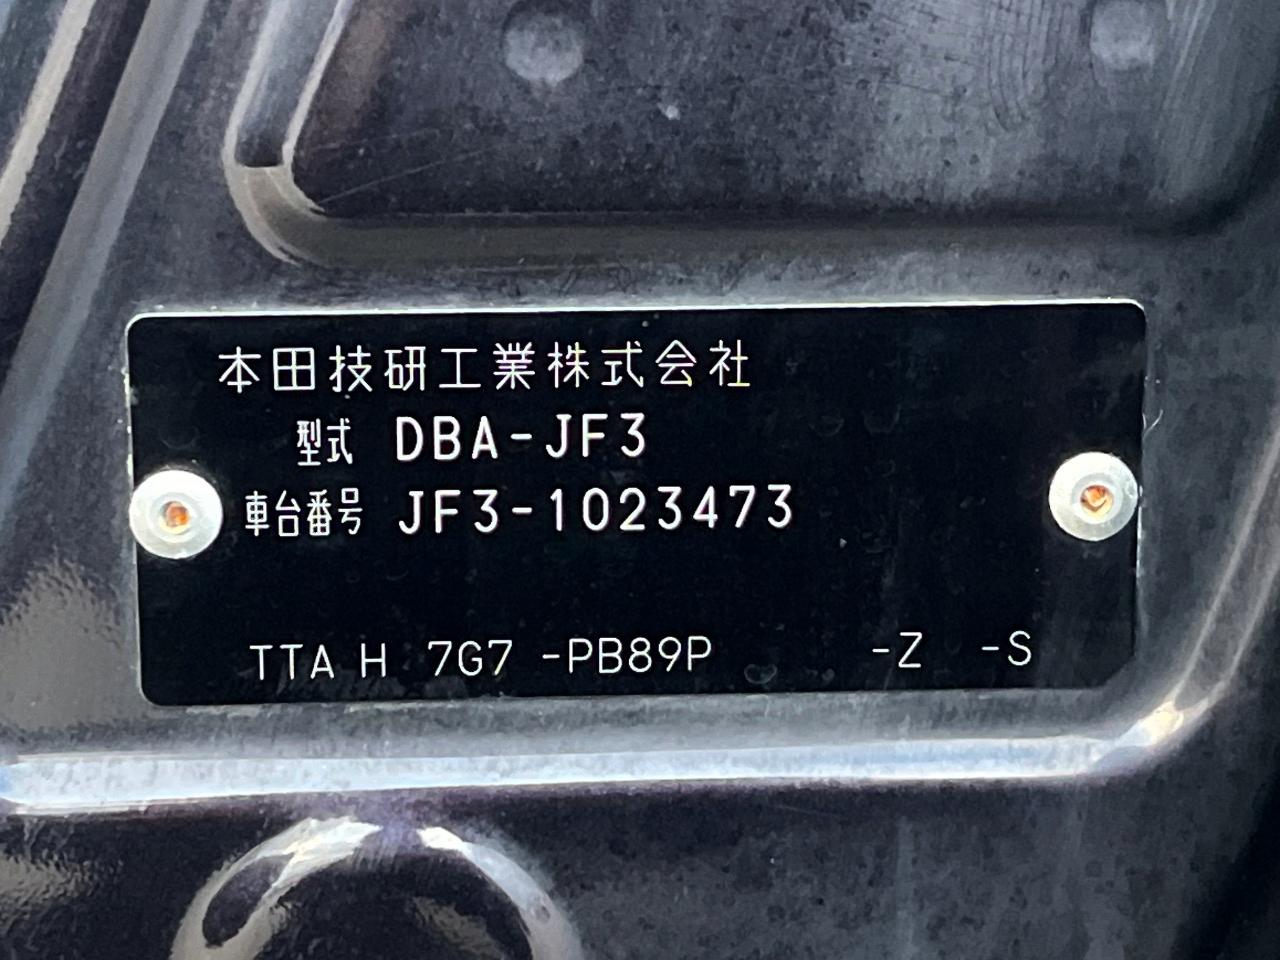 本田技研工業株式会社
型式 DBA-JF3
車台番号 JF3-1023473
TTA H 7G7 -PB89P -Z -S